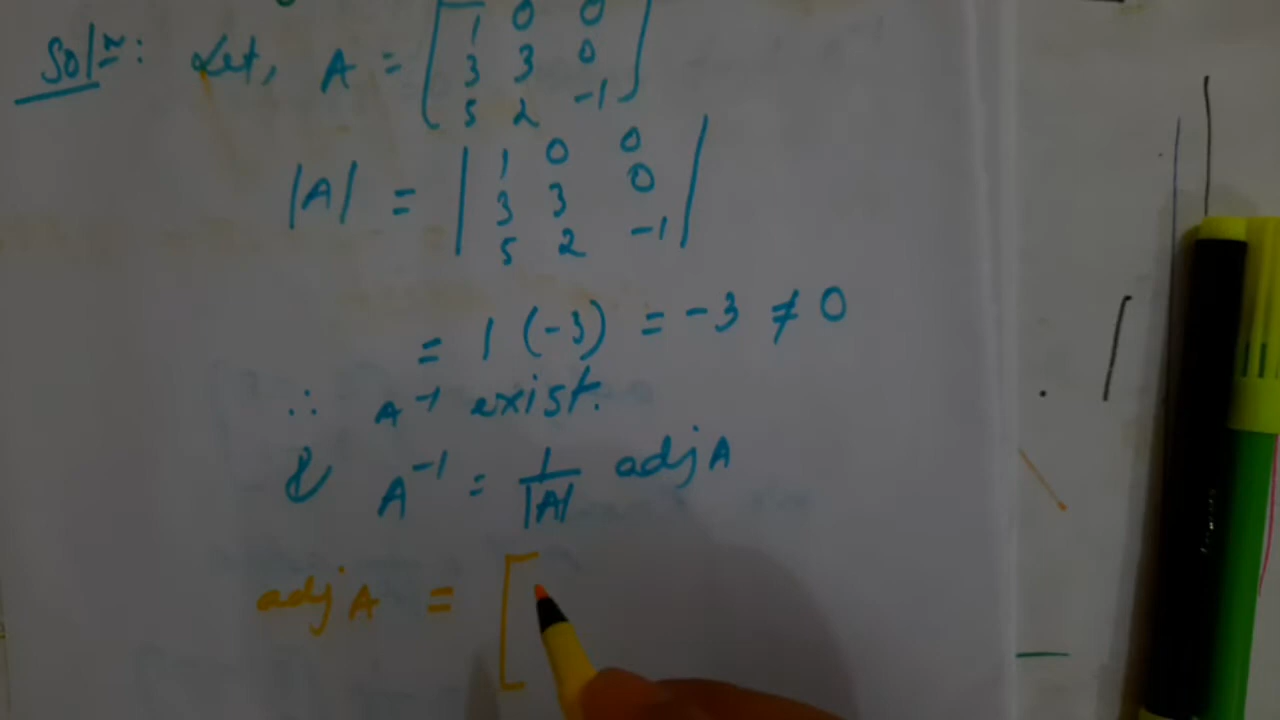 Solⁿ: Let, A = [1 0 0
3 3 0
5 2 -1]
|A| = |1 0 0
3 3 0
5 2 -1|
= 1 (-3) = -3 ≠ 0
∴ A⁻¹ exist.
& A⁻¹ = 1/|A| adj A
adj A = [